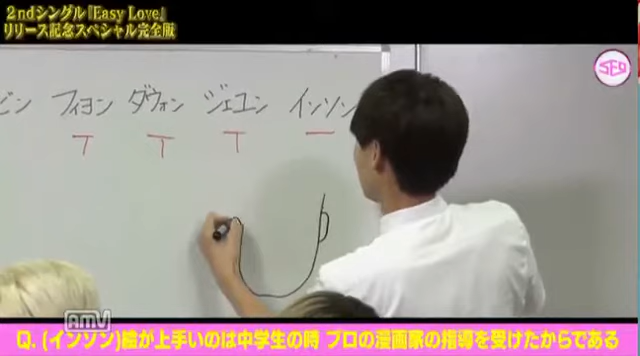 2ndシングル『Easy Love』
リリース記念スペシャル完全版
SF9
ビン フィヨン ダウォン ジェユン インソン
T T T
AMV
Q. (インソン)絵が上手いのは中学生の時 プロの漫画家の指導を受けたからである